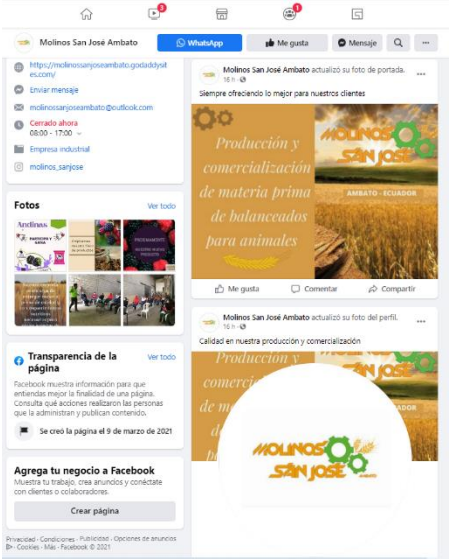 3
1
Molinos San José Ambato
WhatsApp
Me gusta
Mensaje
https://molinossanjoseambato.godaddysit
es.com/
Enviar mensaje
molinosanjoseambato@outlook.com
Cerrado ahora
08:00 - 17:00
Empresa industrial
molinos_sanjose
Fotos
Ver todo
Andinas
Transparencia de la
página
Ver todo
Facebook muestra información para que
entiendas mejor la finalidad de una página.
Consulta qué acciones realizaron las personas
que la administran y publican contenido.
Se creó la página el 9 de marzo de 2021
Agrega tu negocio a Facebook
Muestra tu trabajo, crea anuncios y conéctate
con clientes o colaboradores.
Crear página
Privacidad · Condiciones · Publicidad · Opciones de anuncios
· Cookies · Más · Facebook © 2021
Molinos San José Ambato actualizó su foto de portada.
16 h
Siempre ofreciendo lo mejor para nuestros clientes
Producción y
comercialización
de materia prima
de balanceados
para animales
MOLINOS
SAN JOSÉ
AMBATO - ECUADOR
Me gusta
Comentar
Compartir
Molinos San José Ambato actualizó su foto del perfil.
16 h
Calidad en nuestra producción y comercialización
Producción y
MOLINOS
SAN JOSÉ
AMBATO